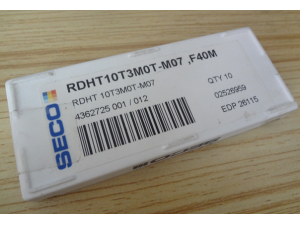 SECO
RDHT10T3M0T-M07 ,F40M
RDHT 10T3M0T-M07
4362725 001 / 012
QTY 10
02526959
EDP 26115